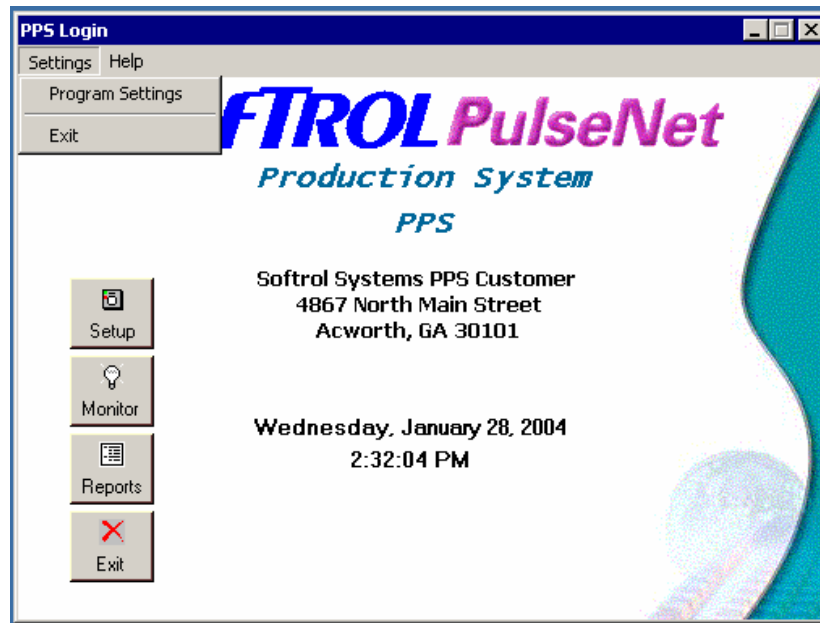 PPS Login
Settings Help
Program Settings
Exit
fTROL PulseNet
Production System
PPS
Softrol Systems PPS Customer
4867 North Main Street
Acworth, GA 30101
Setup
Monitor
Wednesday, January 28, 2004
2:32:04 PM
Reports
Exit